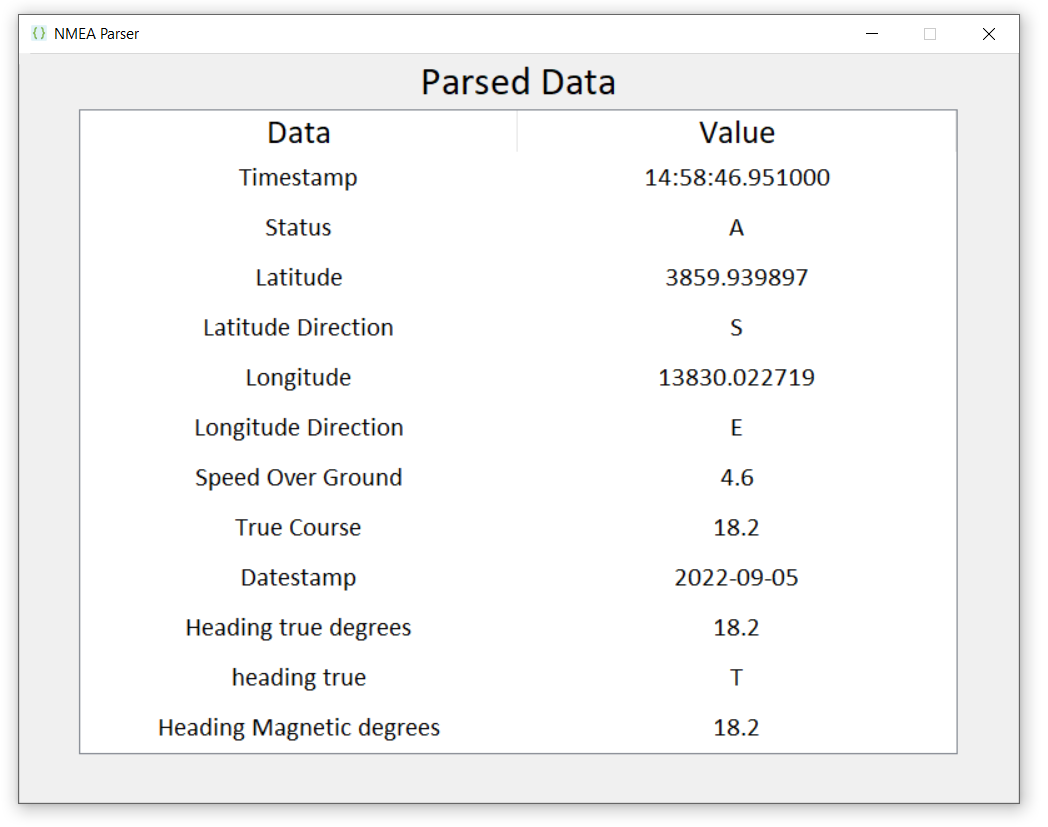 NMEA Parser
Parsed Data
Data Value
Timestamp 14:58:46.951000
Status A
Latitude 3859.939897
Latitude Direction S
Longitude 13830.022719
Longitude Direction E
Speed Over Ground 4.6
True Course 18.2
Datestamp 2022-09-05
Heading true degrees 18.2
heading true T
Heading Magnetic degrees 18.2